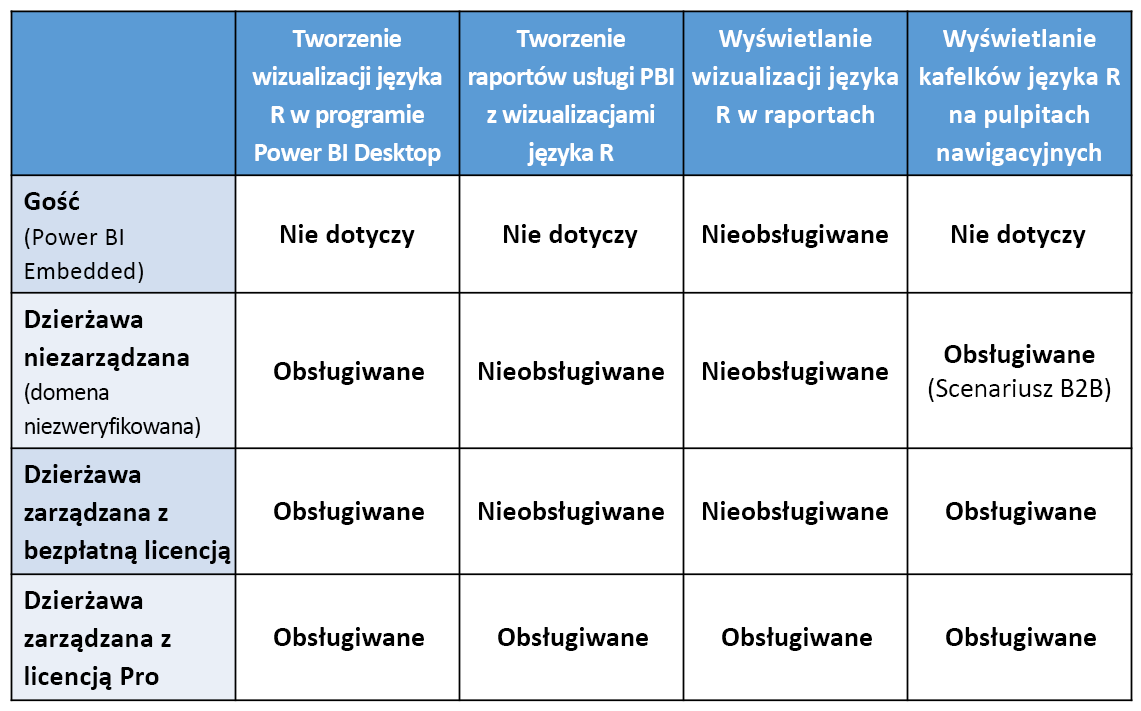 Tworzenie
wizualizacji języka
R w programie
Power BI Desktop
Tworzenie
raportów usługi PBI
z wizualizacjami
języka R
Wyświetlanie
wizualizacji języka
R w raportach
Wyświetlanie
kafelków języka R
na pulpitach
nawigacyjnych
Gość
(Power BI
Embedded)
Nie dotyczy
Nie dotyczy
Nieobsługiwane
Nie dotyczy
Dzierżawa
niezarządzana
(domena
niezweryfikowana)
Obsługiwane
Nieobsługiwane
Nieobsługiwane
Obsługiwane
(Scenariusz B2B)
Dzierżawa
zarządzana z
bezpłatną licencją
Obsługiwane
Nieobsługiwane
Nieobsługiwane
Obsługiwane
Dzierżawa
zarządzana z
licencją Pro
Obsługiwane
Obsługiwane
Obsługiwane
Obsługiwane